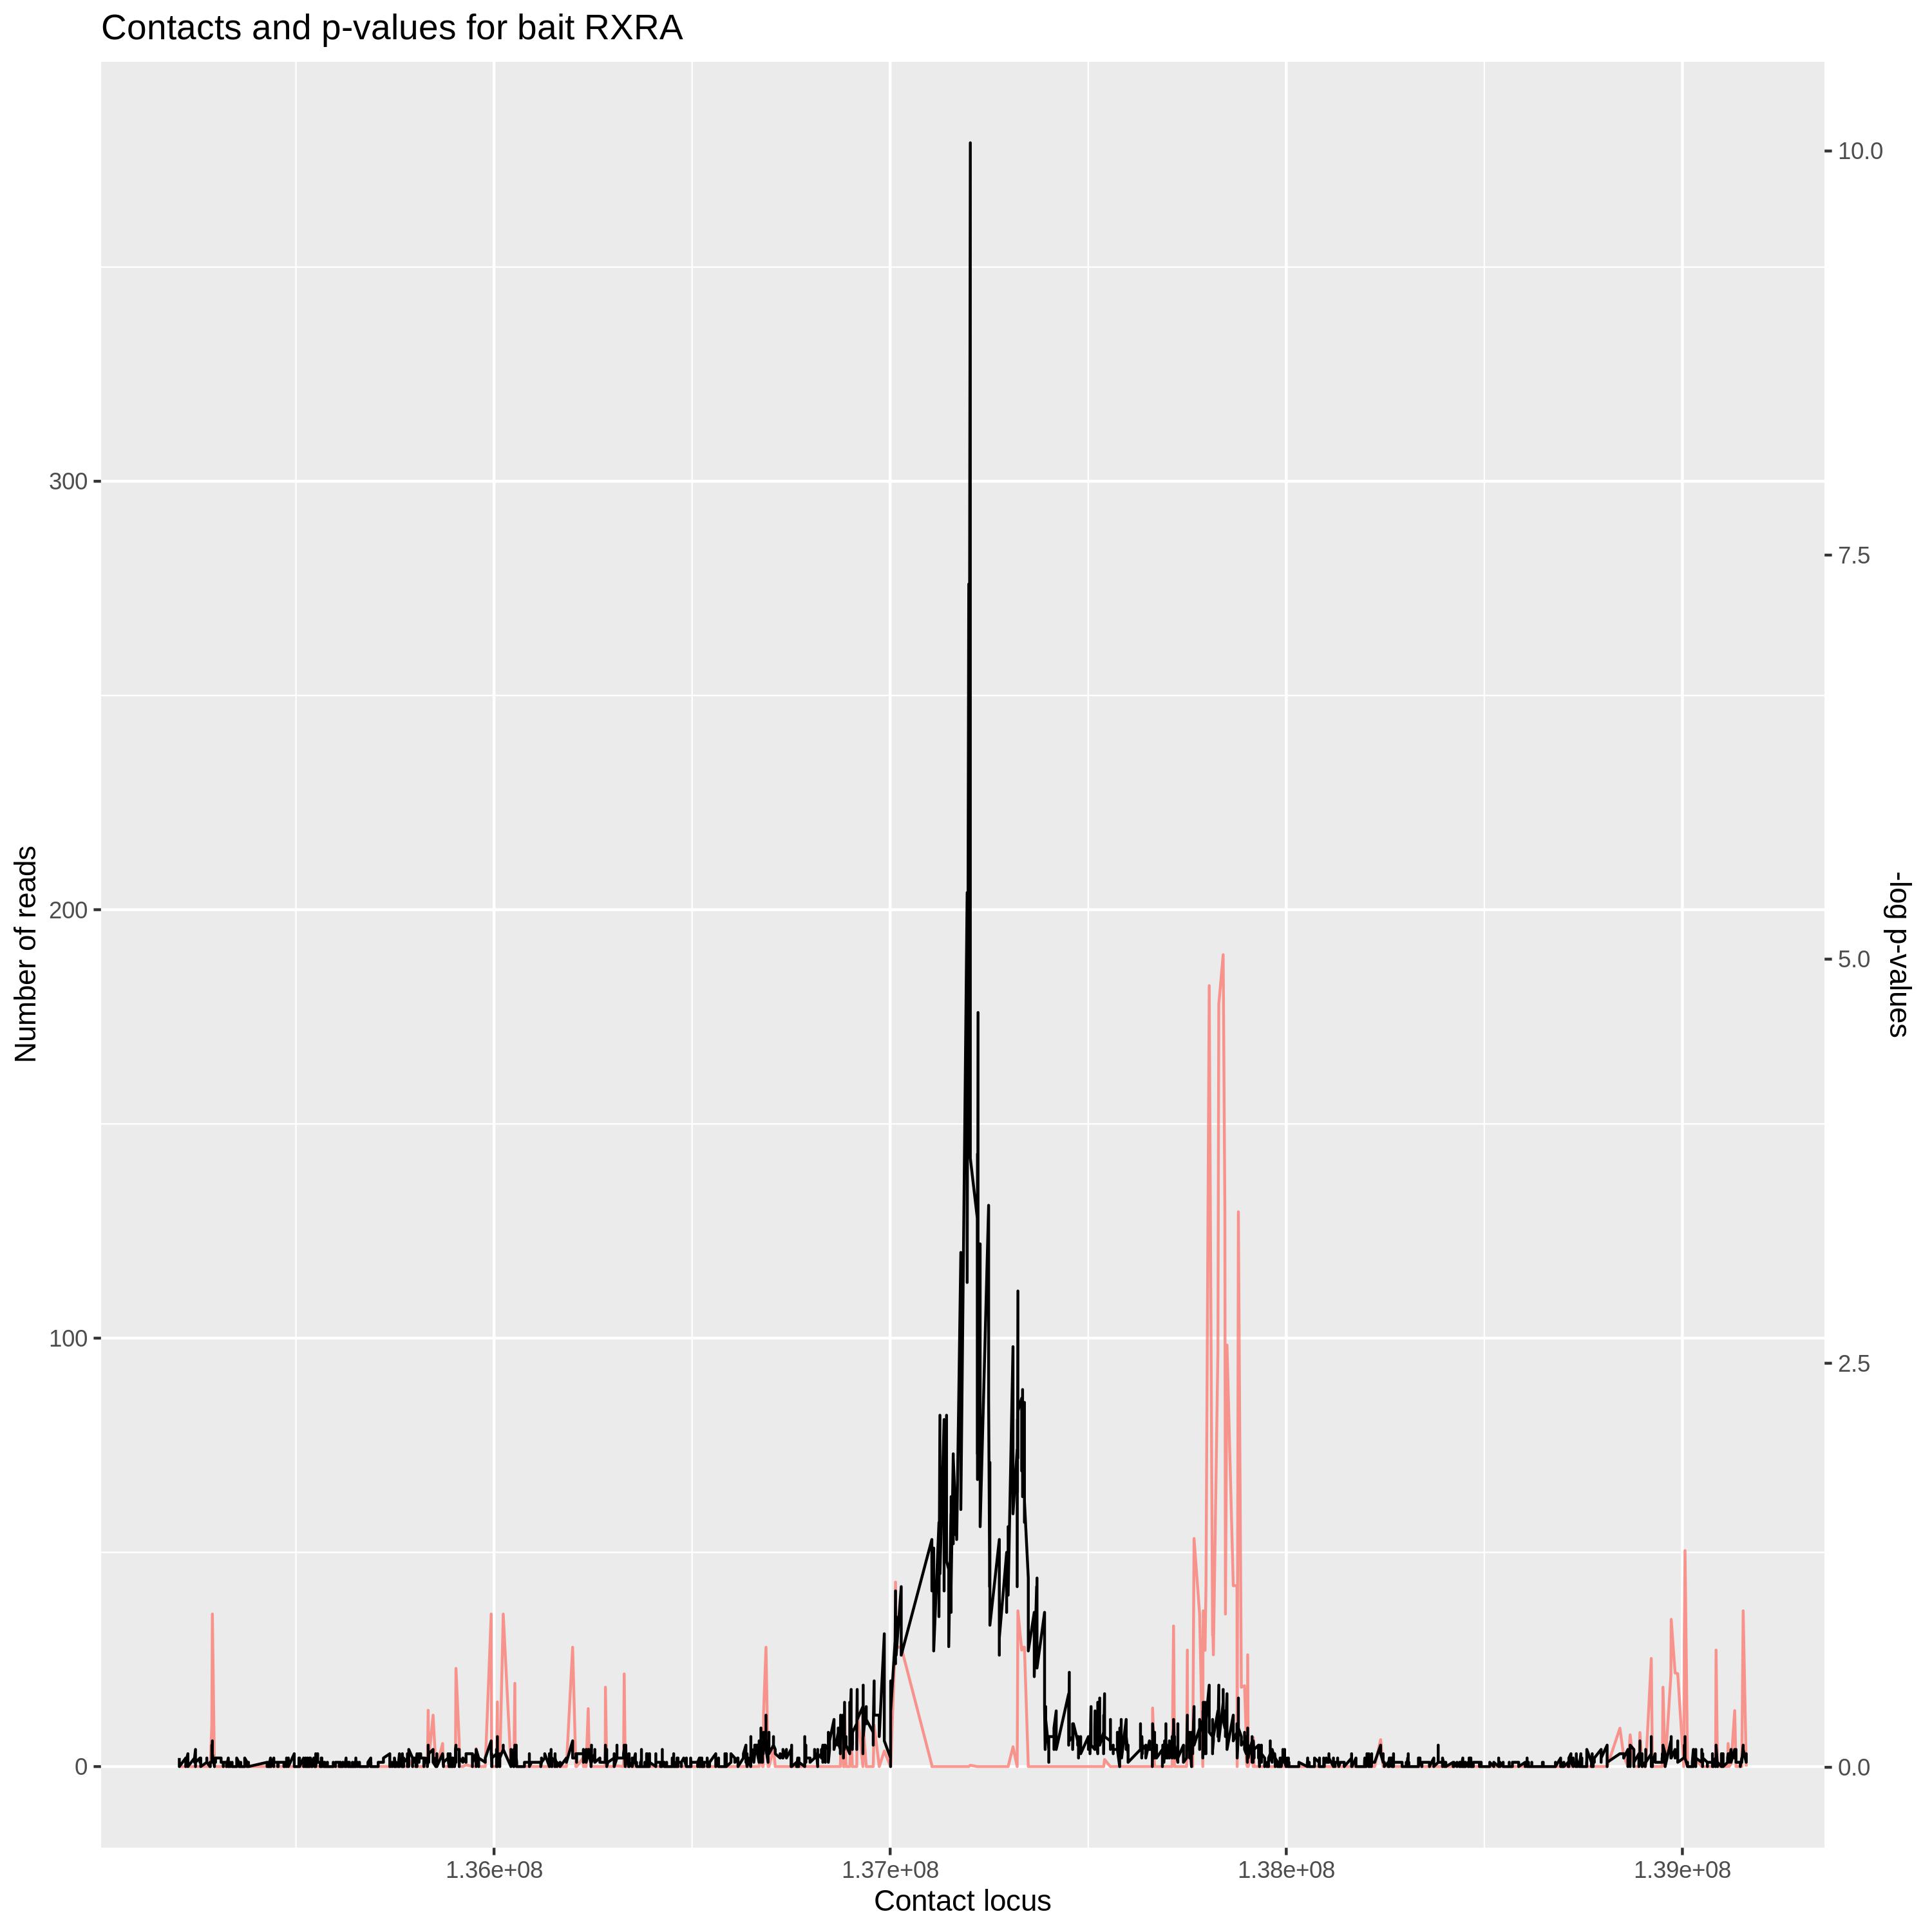 Contacts and p-values for bait RXRA
Number of reads
300
200
100
0
10.0
7.5
5.0
2.5
0.0
-log p-values
1.36e+08
1.37e+08
1.38e+08
1.39e+08
Contact locus